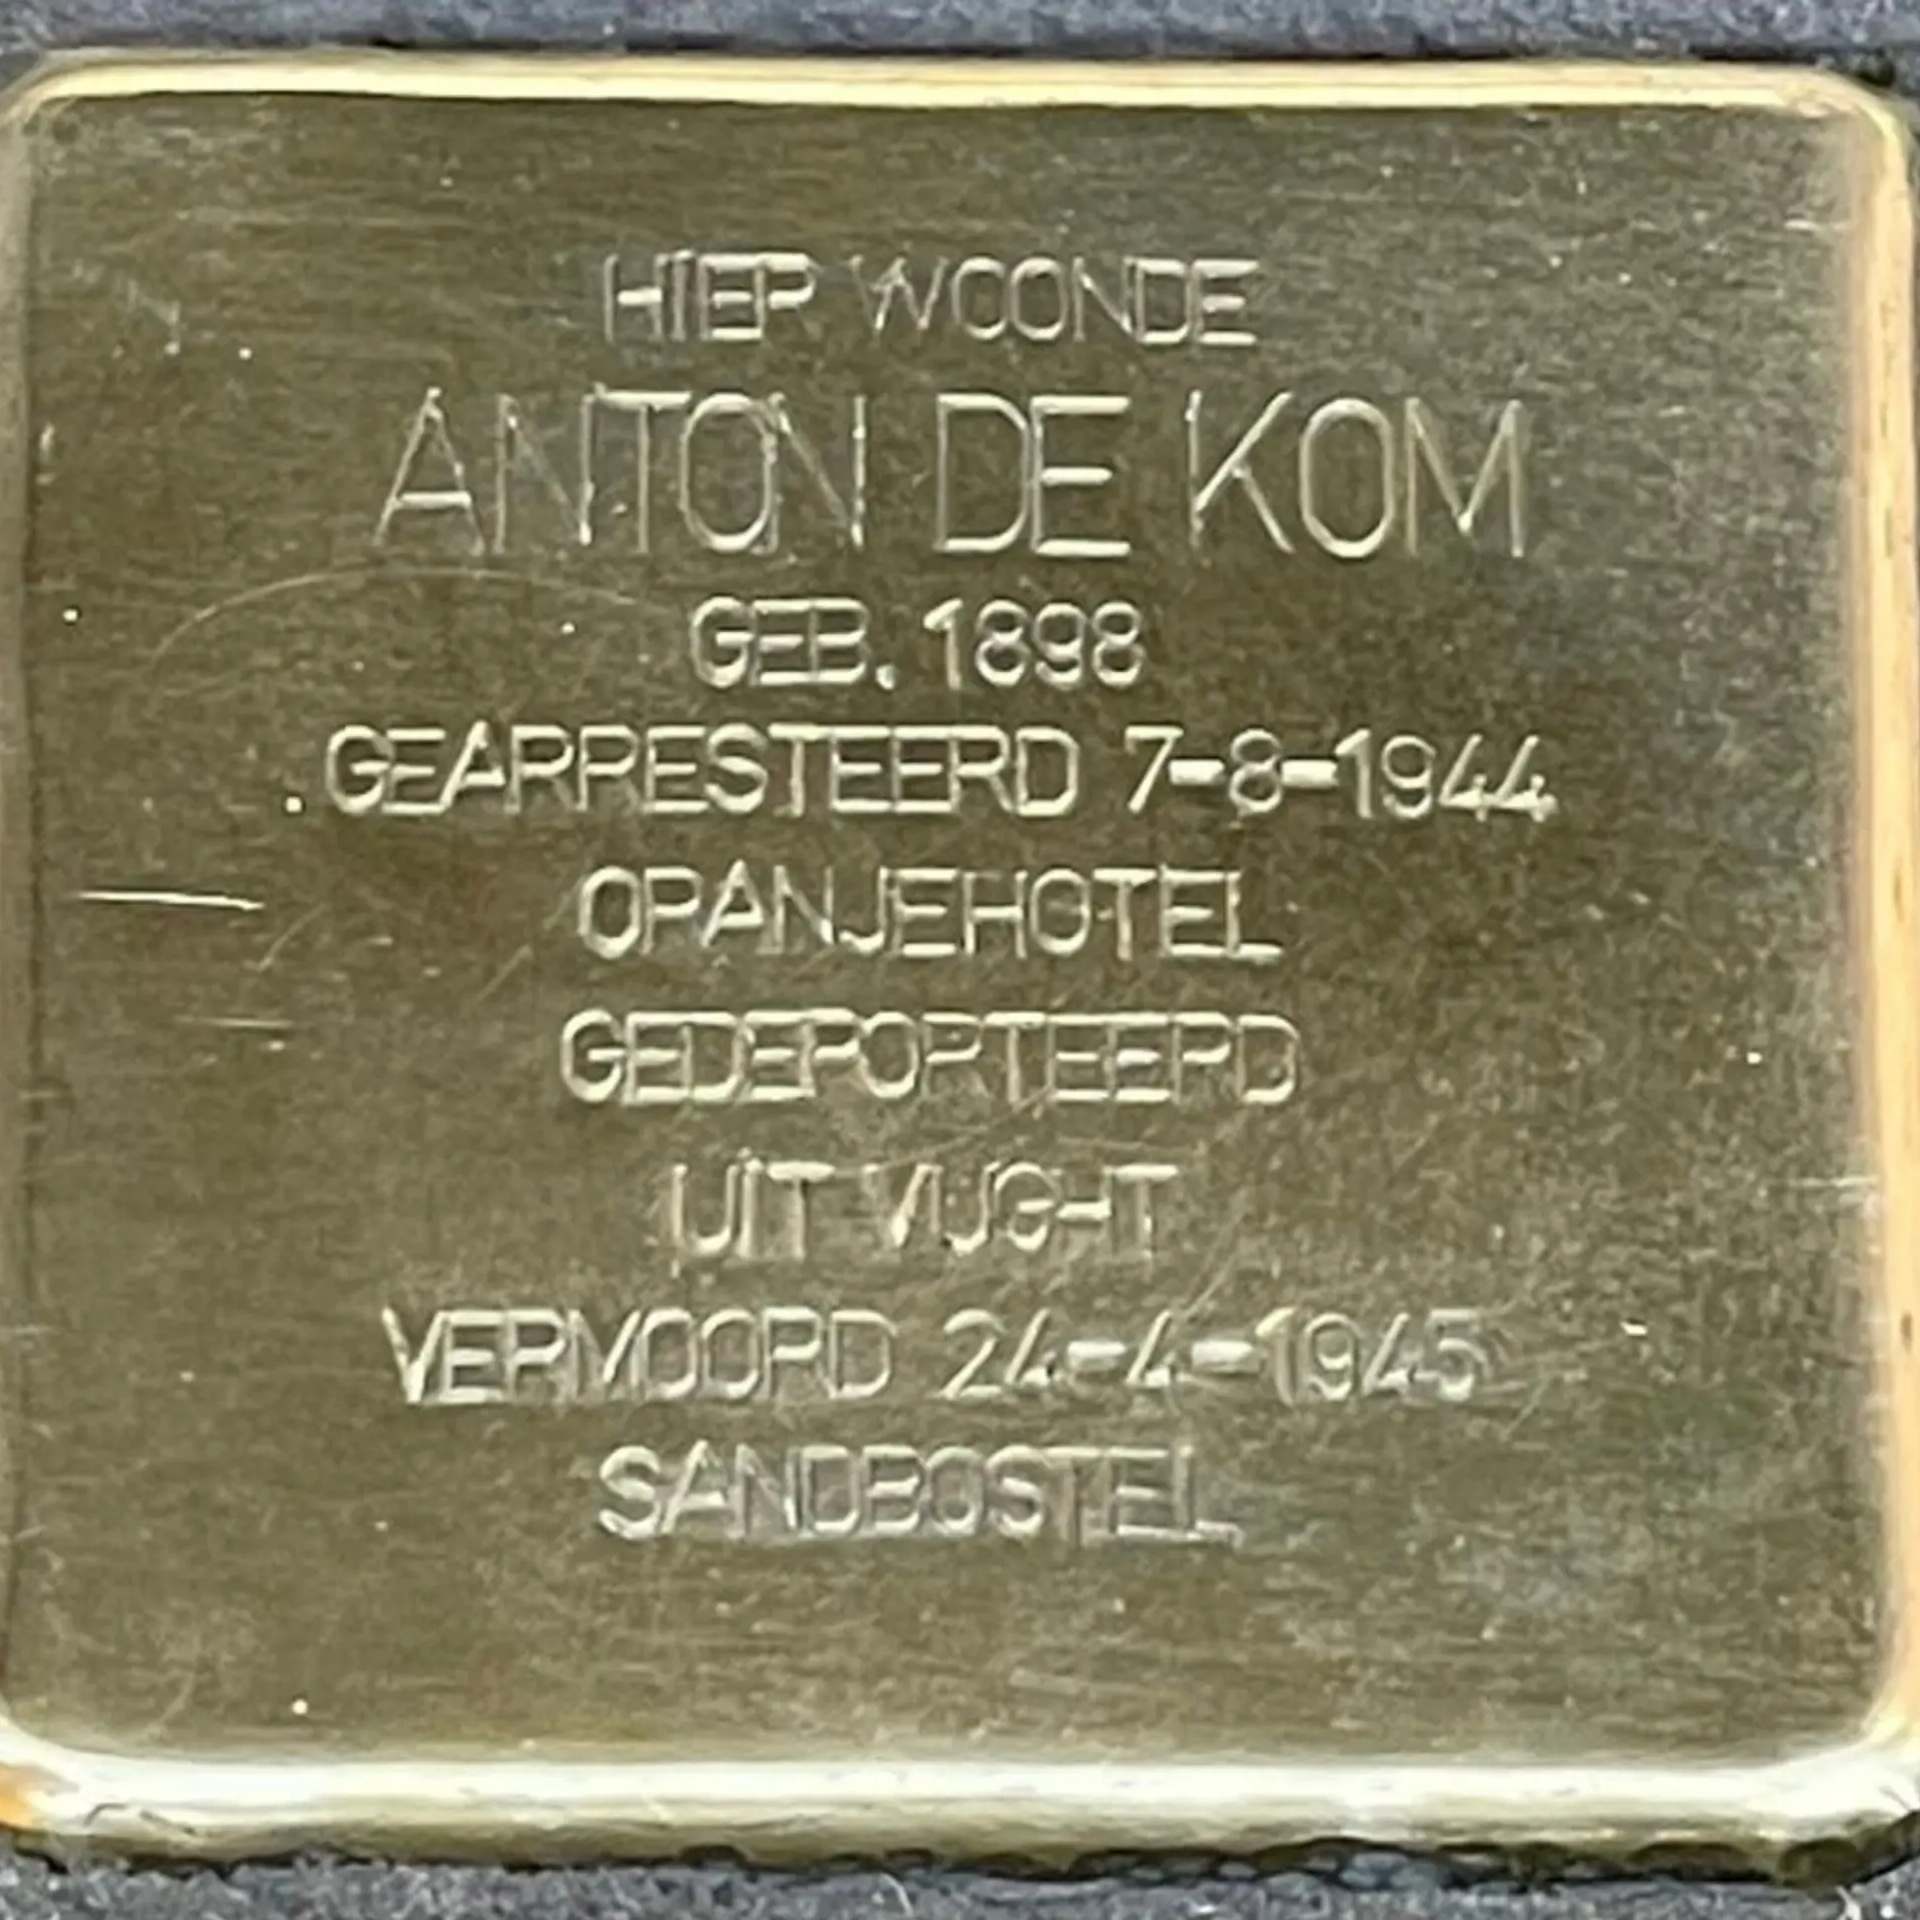 HIER WOONDE
ANTON DE KOM
GEB. 1898
GEARRESTEERD 7-8-1944
ORANJEHOTEL
GEDEPORTEERD
UIT VUGHT
VERMOORD 24-4-1945
SANDBOSTEL